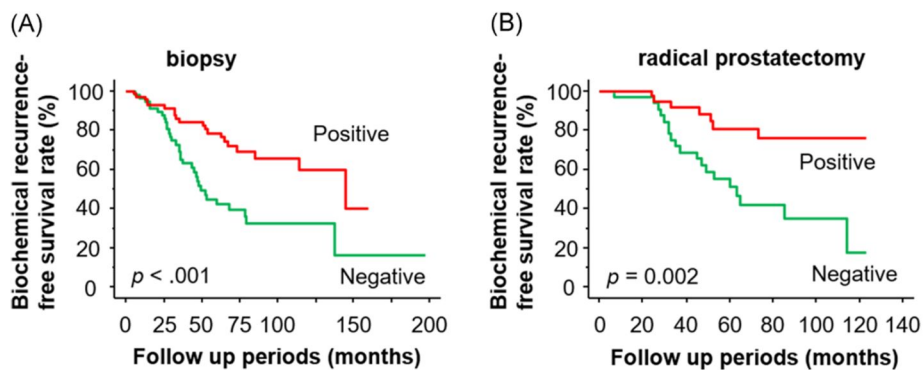 (A)
biopsy
Biochemical recurrence-
free survival rate (%)
100
80
60
40
20
0
Positive
Negative
p < .001
0 25 50 75 100 150 200
Follow up periods (months)
(B)
radical prostatectomy
Biochemical recurrence-
free survival rate (%)
100
80
60
40
20
0
Positive
Negative
p = 0.002
0 20 40 60 80 100 120 140
Follow up periods (months)